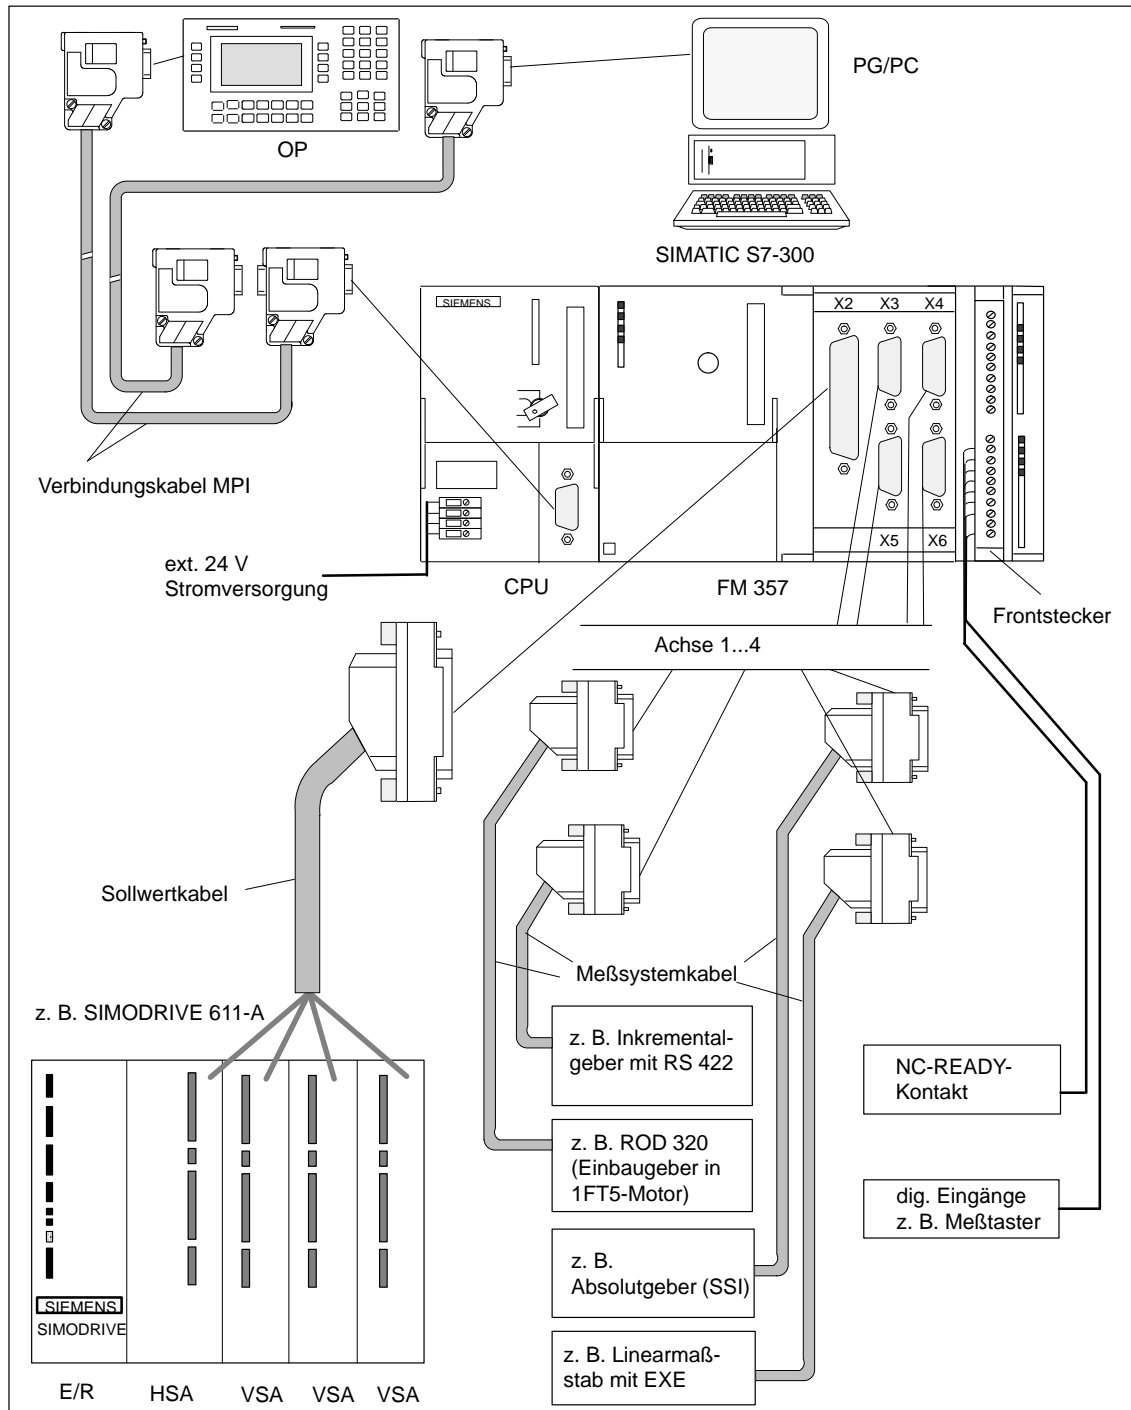 PG/PC
OP
SIMATIC S7-300
SIEMENS
X2
X3
X4
Verbindungskabel MPI
X5
X6
ext. 24 V
Stromversorgung
CPU
FM 357
Frontstecker
Achse 1...4
Sollwertkabel
Meßsystemkabel
z. B. SIMODRIVE 611-A
z. B. Inkremental-
geber mit RS 422
NC-READY-
Kontakt
z. B. ROD 320
(Einbaugeber in
1FT5-Motor)
dig. Eingänge
z. B. Meßtaster
z. B.
Absolutgeber (SSI)
SIEMENS
SIMODRIVE
z. B. Linearmaß-
stab mit EXE
E/R
HSA
VSA
VSA
VSA